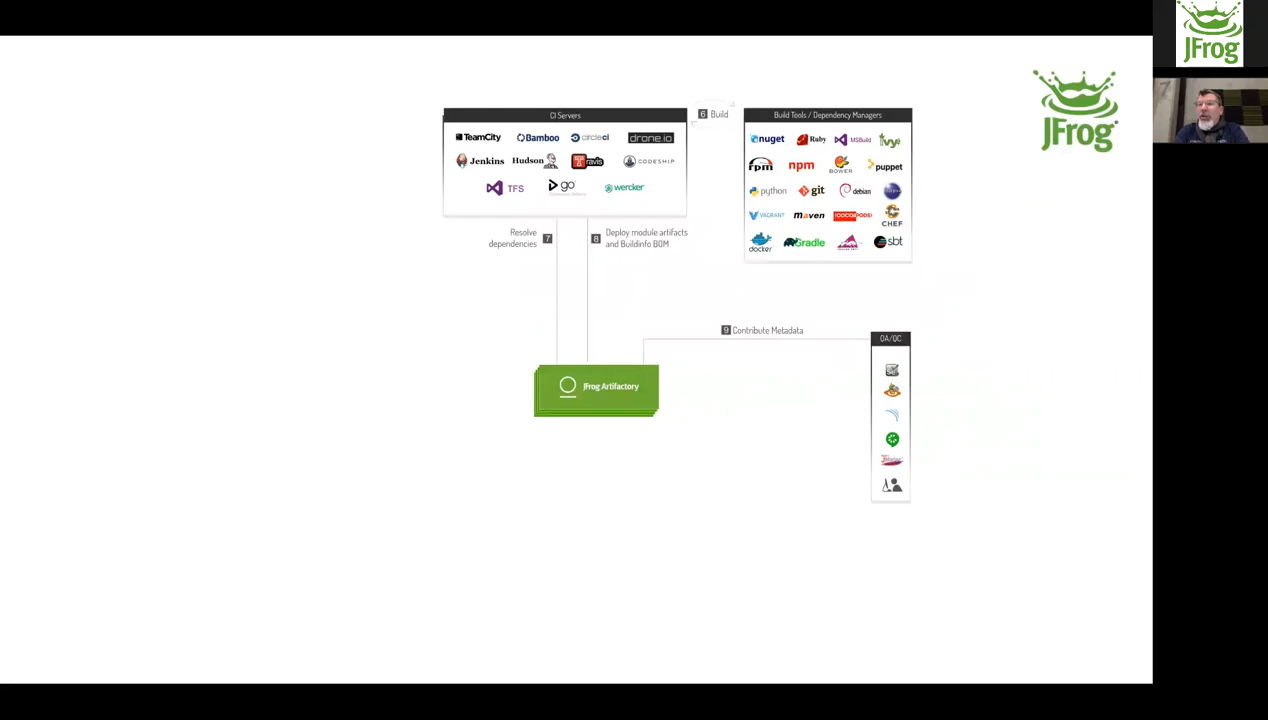 JFrog
JFrog
CI Servers
6 Build
Build Tools / Dependency Managers
TeamCity Bamboo circleci drone.io
Jenkins Hudson Travis CODESHIP
TFS go wercker
nuget Ruby MSBuild ivy
rpm npm BOWER puppet
python git debian
VAGRANT maven COCOAPODS CHEF
docker Gradle sbt
Resolve
dependencies 7
8 Deploy module artifacts
and Buildinfo BOM
9 Contribute Metadata
QA/QC
JFrog Artifactory